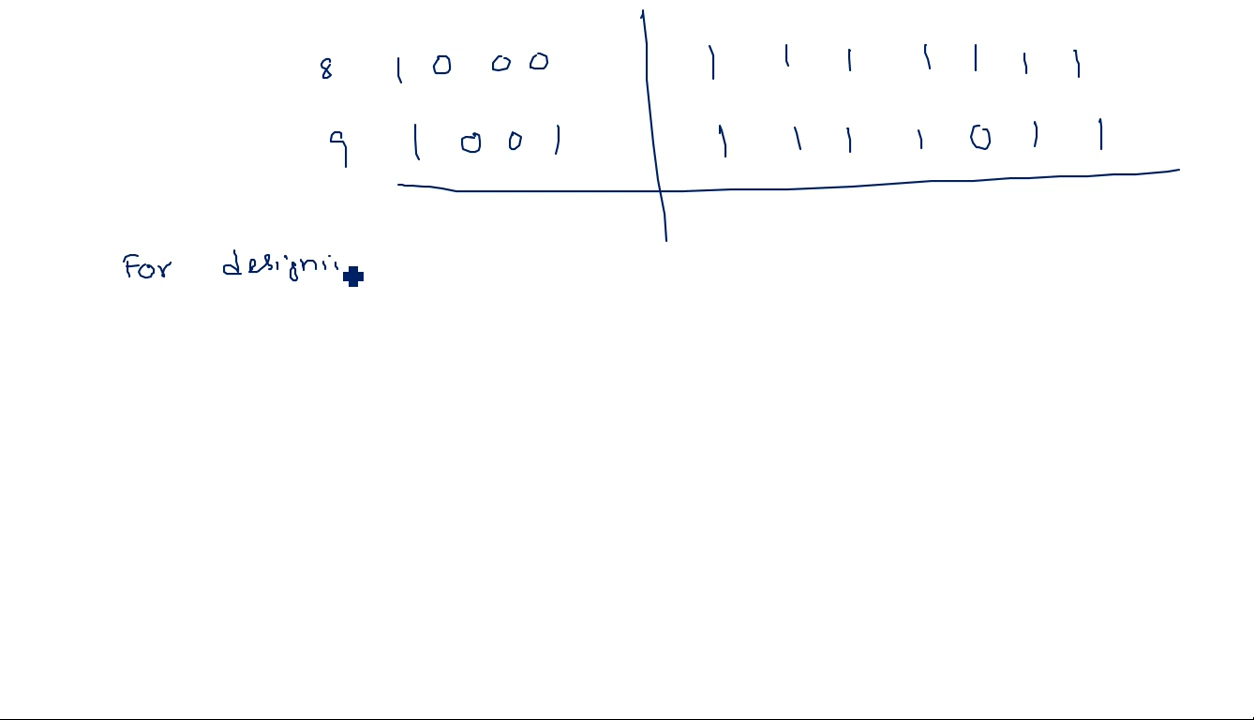 8 1 0 0 0 1 1 1 1 1 1 1
9 1 0 0 1 1 1 1 1 0 1 1
For